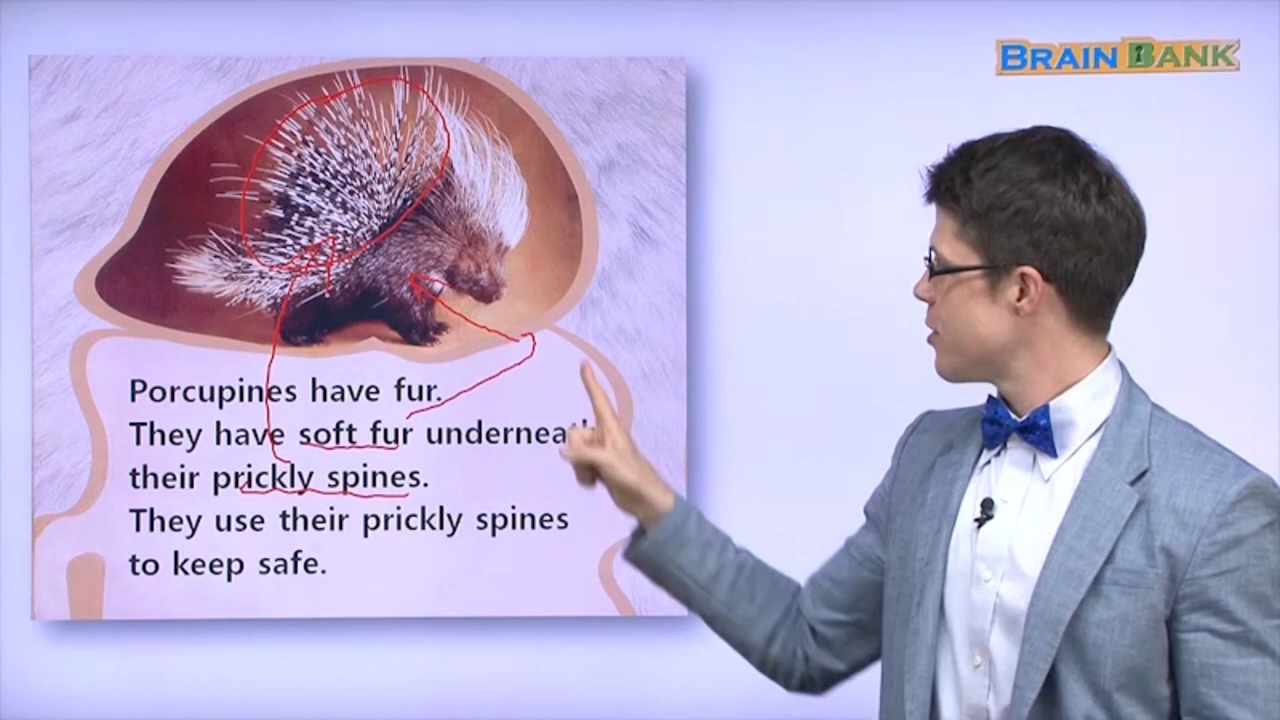 BRAIN BANK
Porcupines have fur.
They have soft fur underneath
their prickly spines.
They use their prickly spines
to keep safe.